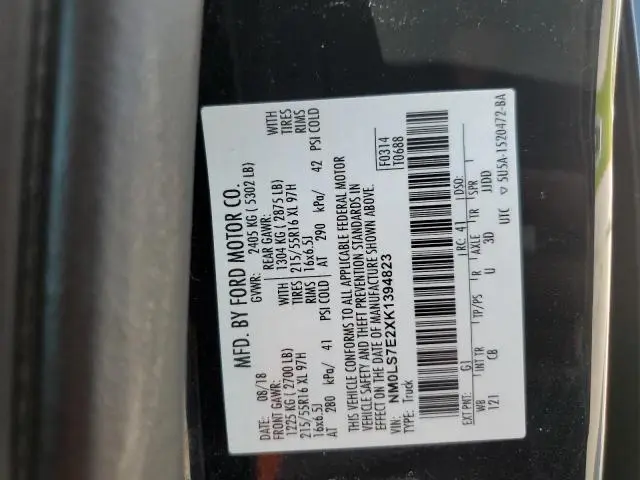 MFD. BY FORD MOTOR CO.
DATE: 08/18 GVWR: 2405 KG ( 5302 LB)
FRONT GAWR: REAR GAWR:
1225 KG ( 2700 LB) WITH 1304 KG ( 2875 LB) WITH
215/55R16 XL 97H TIRES 215/55R16 XL 97H TIRES
16x6.5J RIMS 16x6.5J RIMS
AT 280 kPa/ 41 PSI COLD AT 290 kPa/ 42 PSI COLD
THIS VEHICLE CONFORMS TO ALL APPLICABLE FEDERAL MOTOR
VEHICLE SAFETY AND THEFT PREVENTION STANDARDS IN
EFFECT ON THE DATE OF MANUFACTURE SHOWN ABOVE.
VIN: NM0LS7E2XK1394823
TYPE: Truck
F0314
T0688
EXT PNT: G1 RC: 41 DSO:
WB INT TR TP/PS R AXLE TR SPR
121 CB U 3D JJDD
UTC ▽ 5U5A-1520472-BA